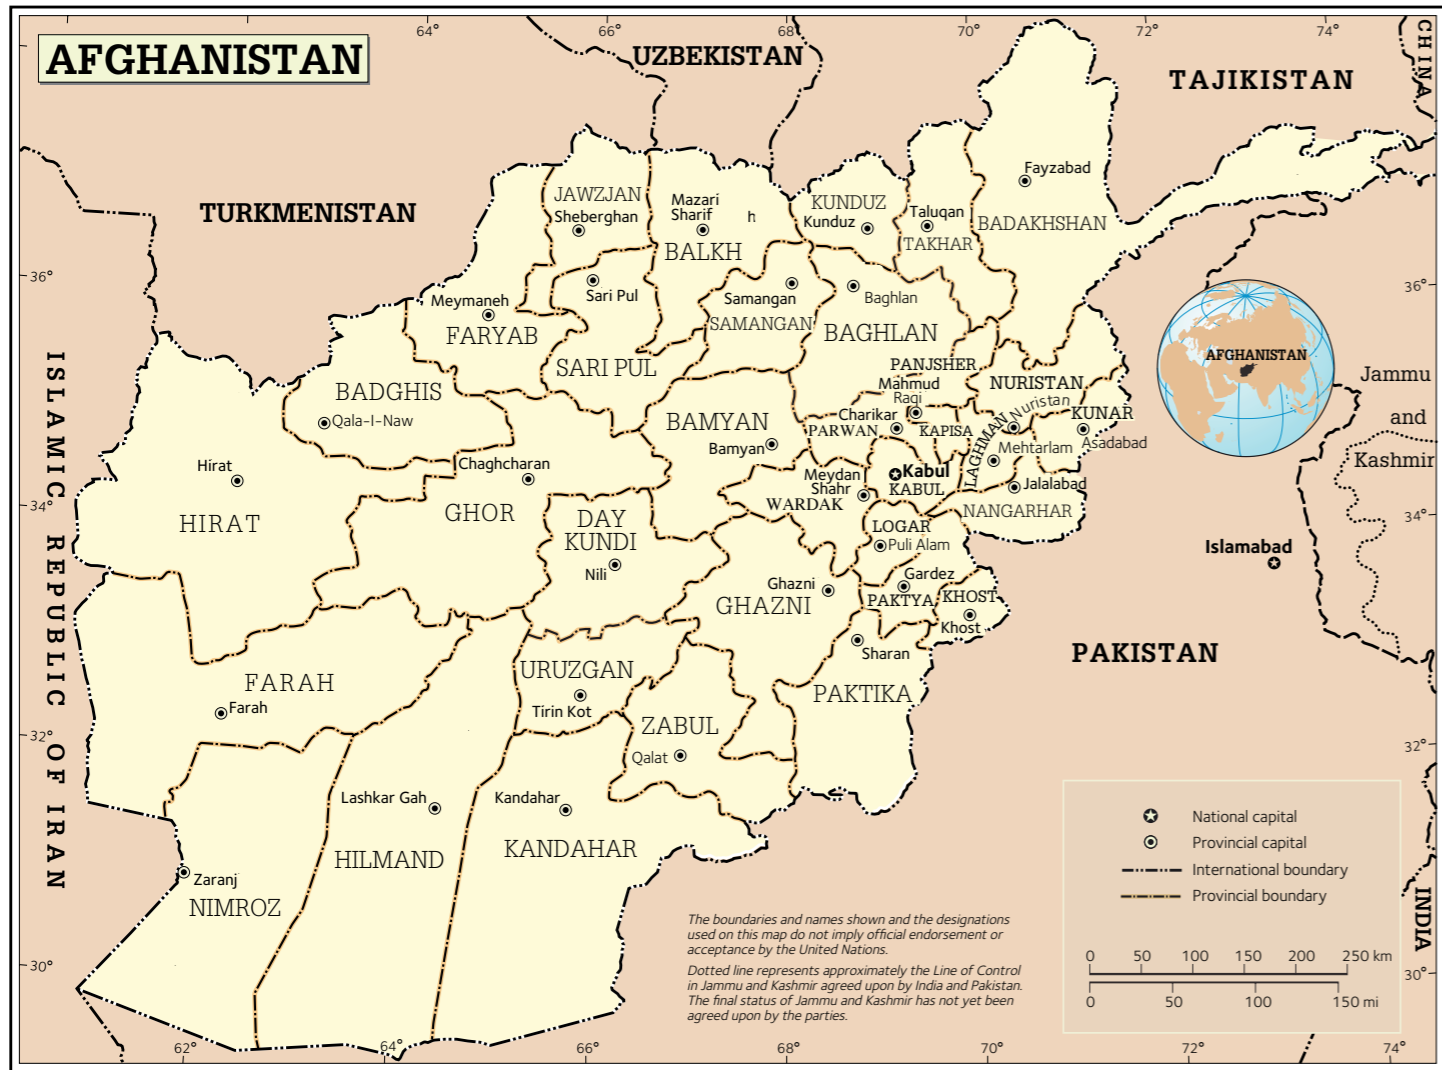 AFGHANISTAN
64°
68°
70°
72°
74°
UZBEKISTAN
TAJIKISTAN
CHINA
TURKMENISTAN
Fayzabad
BADAKHSHAN
JAWZJAN
Sheberghan
Mazari
Sharif
h
BALKH
KUNDUZ
Kunduz
Taluqan
TAKHAR
36°
36°
Meymaneh
FARYAB
Sari Pul
SARI PUL
Samangan
SAMANGAN
Baghlan
BAGHLAN
AFGHANISTAN
PANJSHER
Mahmud
Raqi
NURISTAN
Nuristan
Jammu
and
Kashmir
BADGHIS
Qala-I-Naw
BAMYAN
Bamyan
Charikar
PARWAN
KAPISA
LAGHMAN
Mehtarlam
KUNAR
Asadabad
Hirat
HIRAT
Chaghcharan
GHOR
Meydan
Shahr
WARDAK
Kabul
KABUL
Jalalabad
NANGARHAR
34°
34°
ISLAMIC REPUBLIC OF IRAN
DAY
KUNDI
Nili
LOGAR
Puli Alam
Islamabad
Ghazni
GHAZNI
Gardez
PAKTYA
KHOST
Khost
Sharan
PAKTIKA
PAKISTAN
FARAH
Farah
URUZGAN
Tirin Kot
ZABUL
Qalat
32°
32°
Lashkar Gah
HILMAND
Kandahar
KANDAHAR
Zaranj
NIMROZ
National capital
Provincial capital
International boundary
Provincial boundary
0 50 100 150 200 250 km
0 50 100 150 mi
INDIA
The boundaries and names shown and the designations
used on this map do not imply official endorsement or
acceptance by the United Nations.
Dotted line represents approximately the Line of Control
in Jammu and Kashmir agreed upon by India and Pakistan.
The final status of Jammu and Kashmir has not yet been
agreed upon by the parties.
30°
30°
62°
64°
66°
68°
70°
72°
74°